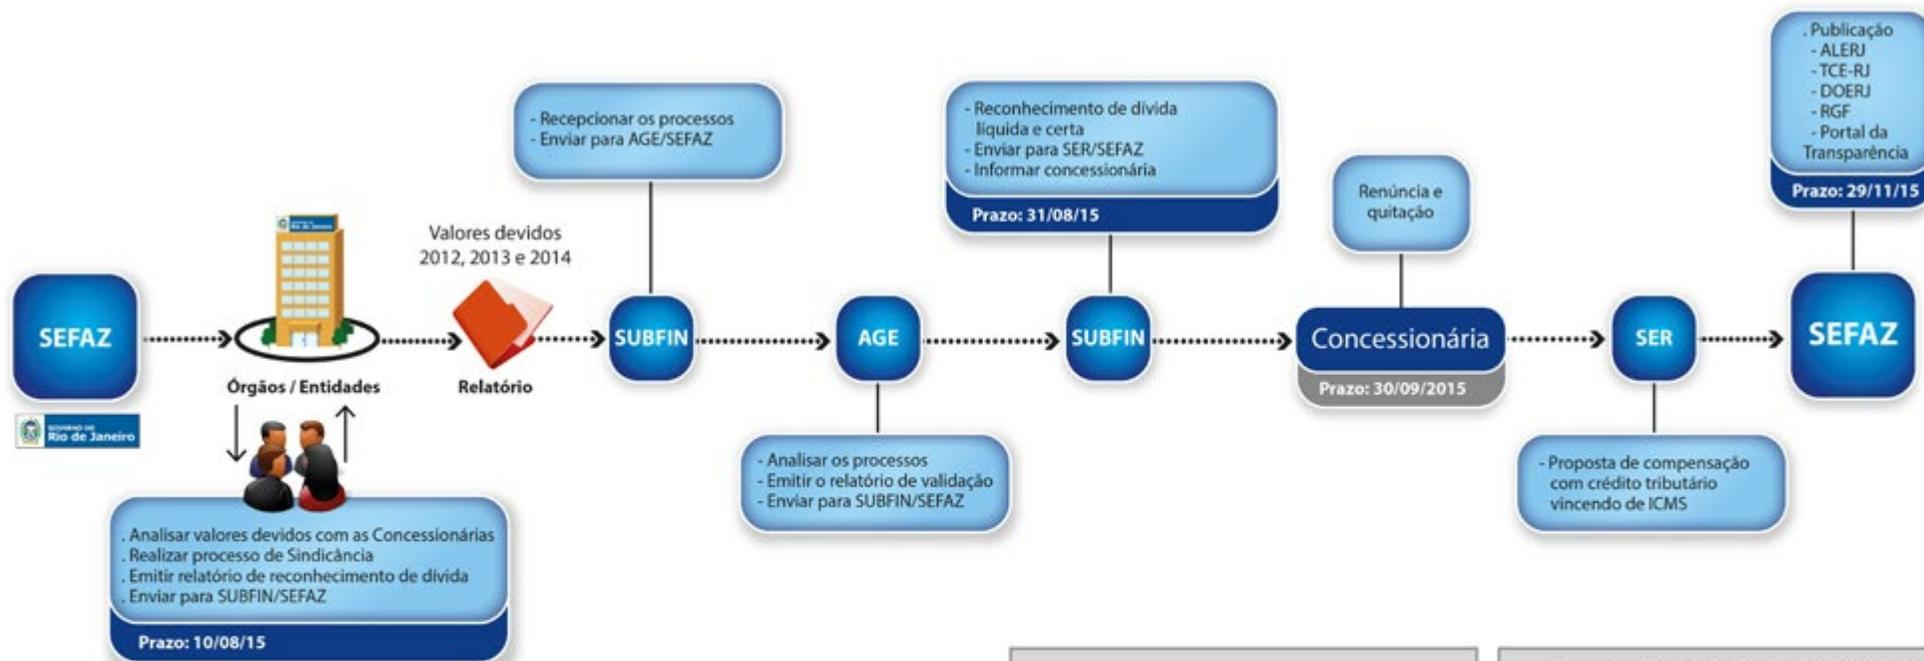 SEFAZ
GOVERNO DO
Rio de Janeiro
Órgãos / Entidades
. Analisar valores devidos com as Concessionárias
. Realizar processo de Sindicância
. Emitir relatório de reconhecimento de dívida
. Enviar para SUBFIN/SEFAZ
Prazo: 10/08/15
Valores devidos
2012, 2013 e 2014
Relatório
- Recepcionar os processos
- Enviar para AGE/SEFAZ
SUBFIN
AGE
- Analisar os processos
- Emitir o relatório de validação
- Enviar para SUBFIN/SEFAZ
- Reconhecimento de dívida
líquida e certa
- Enviar para SER/SEFAZ
- Informar concessionária
Prazo: 31/08/15
SUBFIN
Renúncia e
quitação
Concessionária
Prazo: 30/09/2015
SER
- Proposta de compensação
com crédito tributário
vincendo de ICMS
. Publicação
- ALERJ
- TCE-RJ
- DOERJ
- RGF
- Portal da
Transparência
Prazo: 29/11/15
SEFAZ